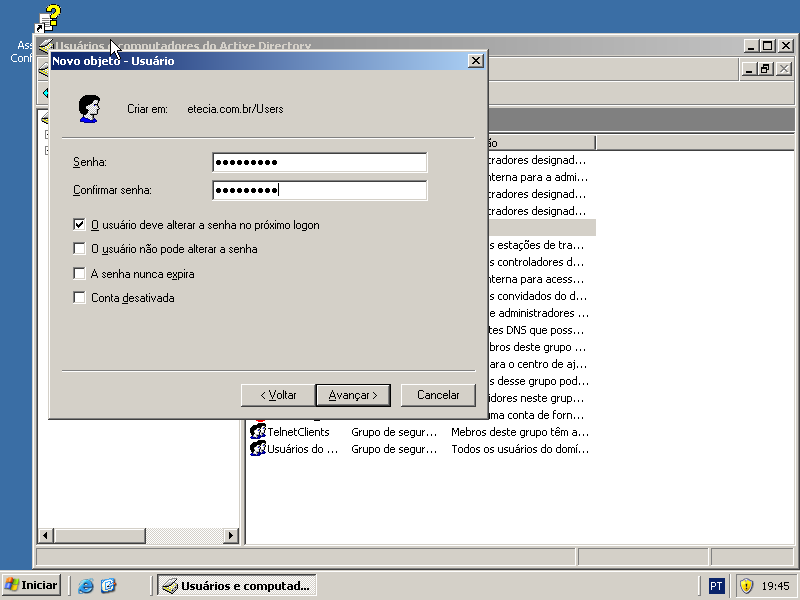 Ass
Conf
Usuários e computadores do Active Directory
Novo objeto - Usuário
Criar em: etecia.com.br/Users
Senha: ●●●●●●●●●
Confirmar senha: ●●●●●●●●●
O usuário deve alterar a senha no próximo logon
O usuário não pode alterar a senha
A senha nunca expira
Conta desativada
< Voltar
Avançar >
Cancelar
ão
tradores designad...
nterna para a admi...
tradores designad...
tradores designad...
s estações de tra...
s controladores d...
nterna para acess...
s convidados do d...
e administradores ...
tes DNS que poss...
bros deste grupo ...
ara o centro de aj...
s desse grupo pod...
idores neste grup...
uma conta de forn...
TelnetClients Grupo de segur... Mebros deste grupo têm a...
Usuários do ... Grupo de segur... Todos os usuários do domí...
Iniciar
Usuários e computad...
PT
19:45